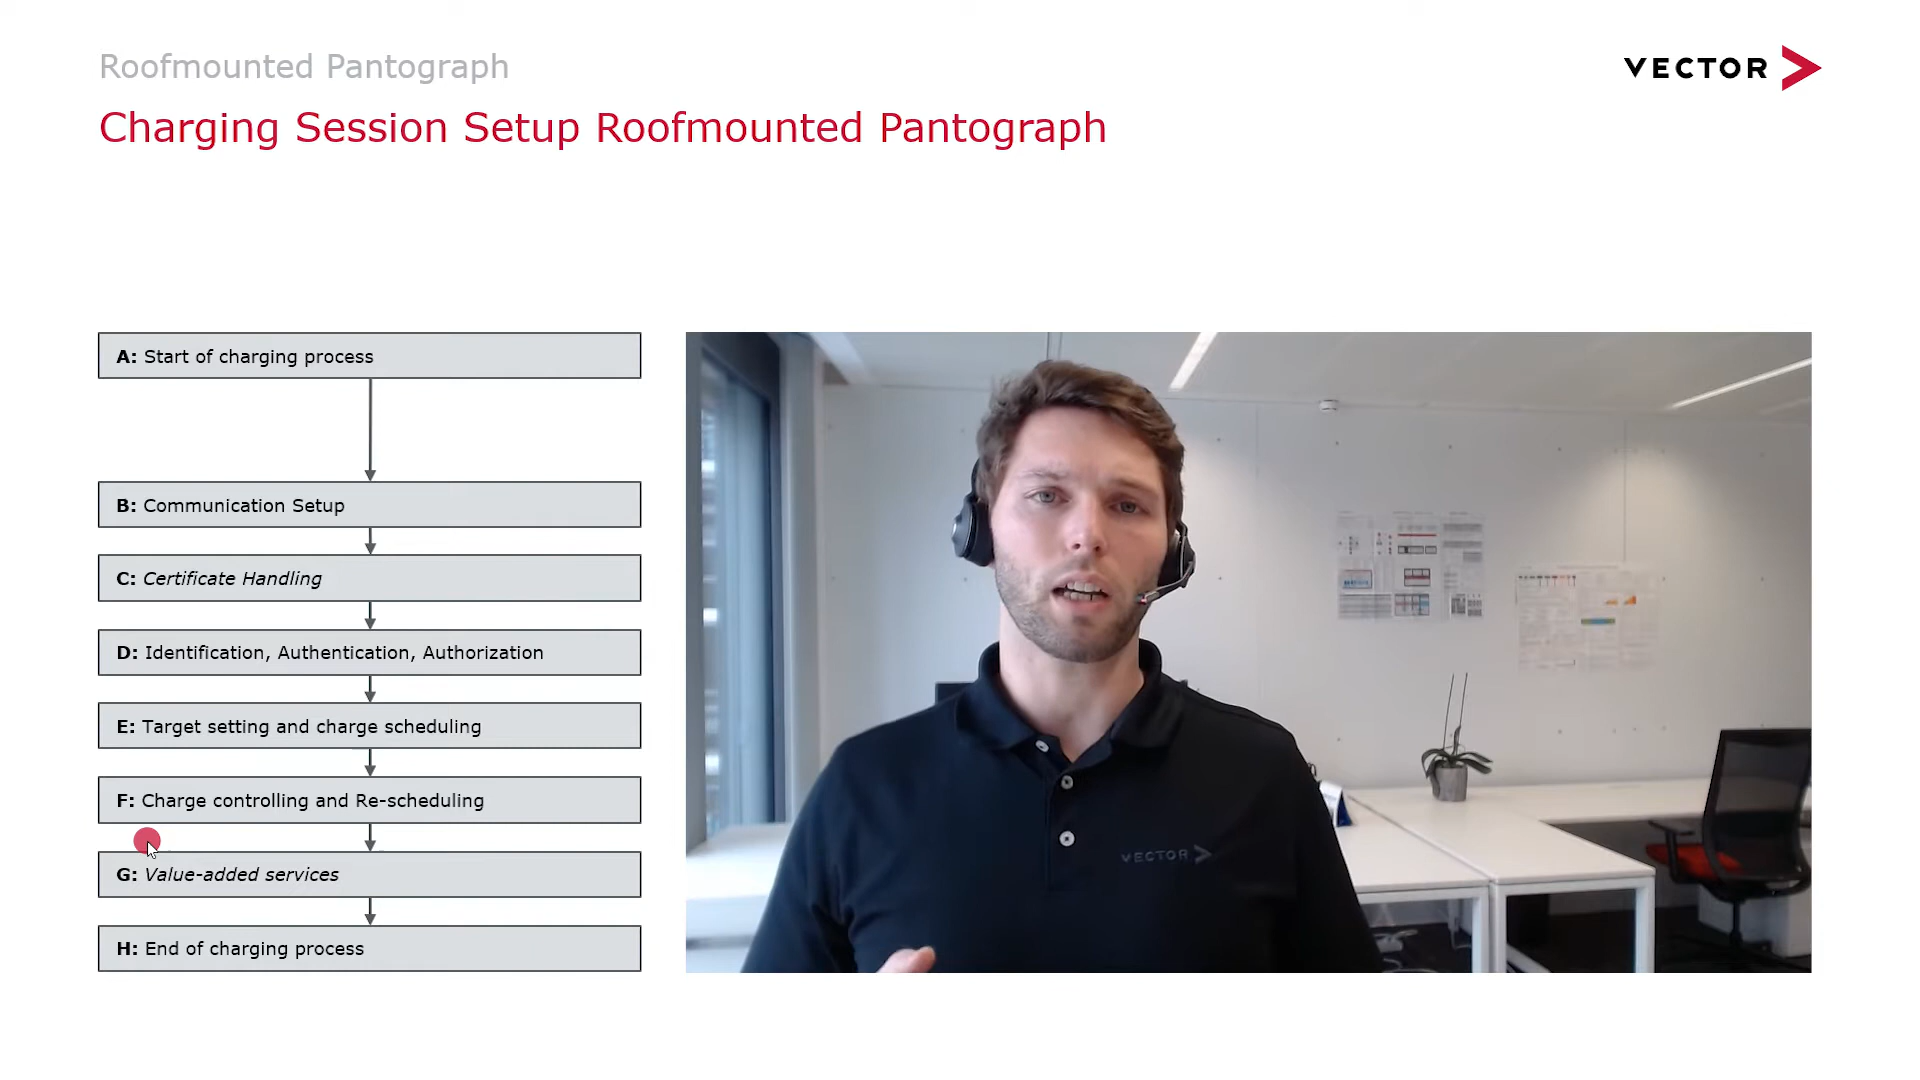 Roofmounted Pantograph
VECTOR
Charging Session Setup Roofmounted Pantograph
A: Start of charging process
B: Communication Setup
C: Certificate Handling
D: Identification, Authentication, Authorization
E: Target setting and charge scheduling
F: Charge controlling and Re-scheduling
G: Value-added services
H: End of charging process
VECTOR